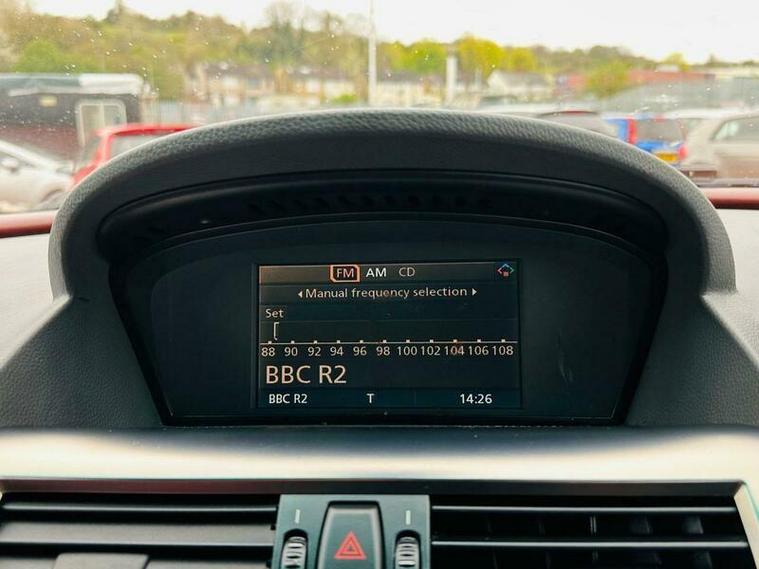 FM AM CD
Manual frequency selection
Set
88 90 92 94 96 98 100 102 104 106 108
BBC R2
BBC R2 T 14:26